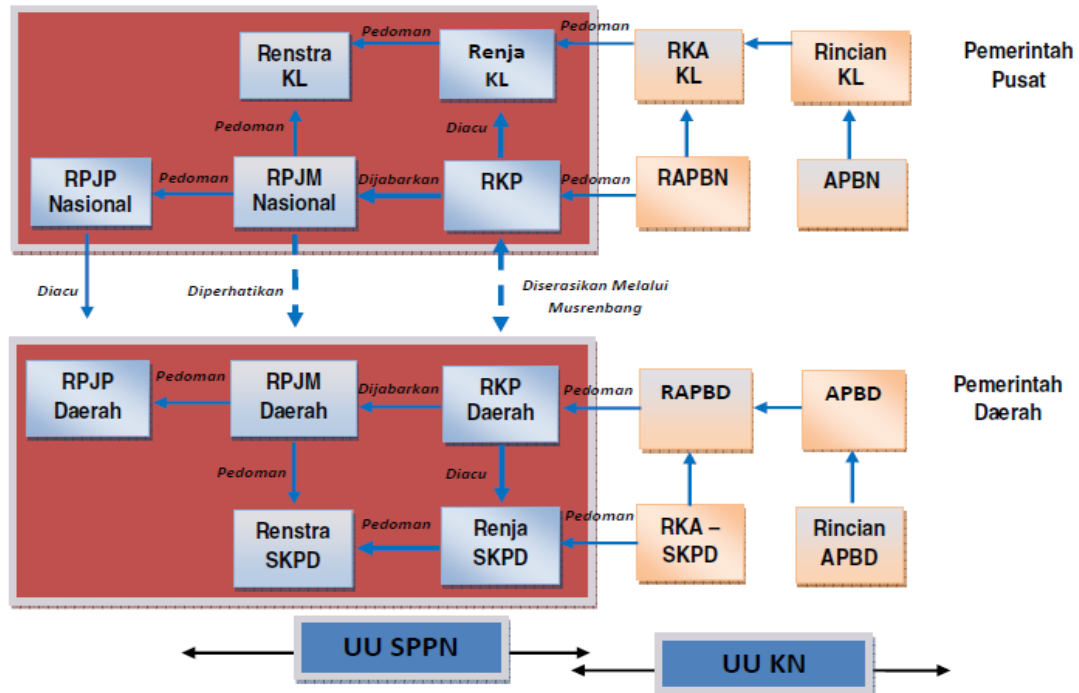 Pedoman
Pedoman
Renstra
KL
Renja
KL
RKA
KL
Rincian
KL
Pemerintah
Pusat
Pedoman
Diacu
RPJP
Nasional
Pedoman
RPJM
Nasional
Dijabarkan
RKP
Pedoman
RAPBN
APBN
Diacu
Diperhatikan
Diserasikan Melalui
Musrenbang
RPJP
Daerah
Pedoman
RPJM
Daerah
Dijabarkan
RKP
Daerah
Pedoman
RAPBD
APBD
Pemerintah
Daerah
Pedoman
Diacu
Renstra
SKPD
Pedoman
Renja
SKPD
Pedoman
RKA –
SKPD
Rincian
APBD
UU SPPN
UU KN